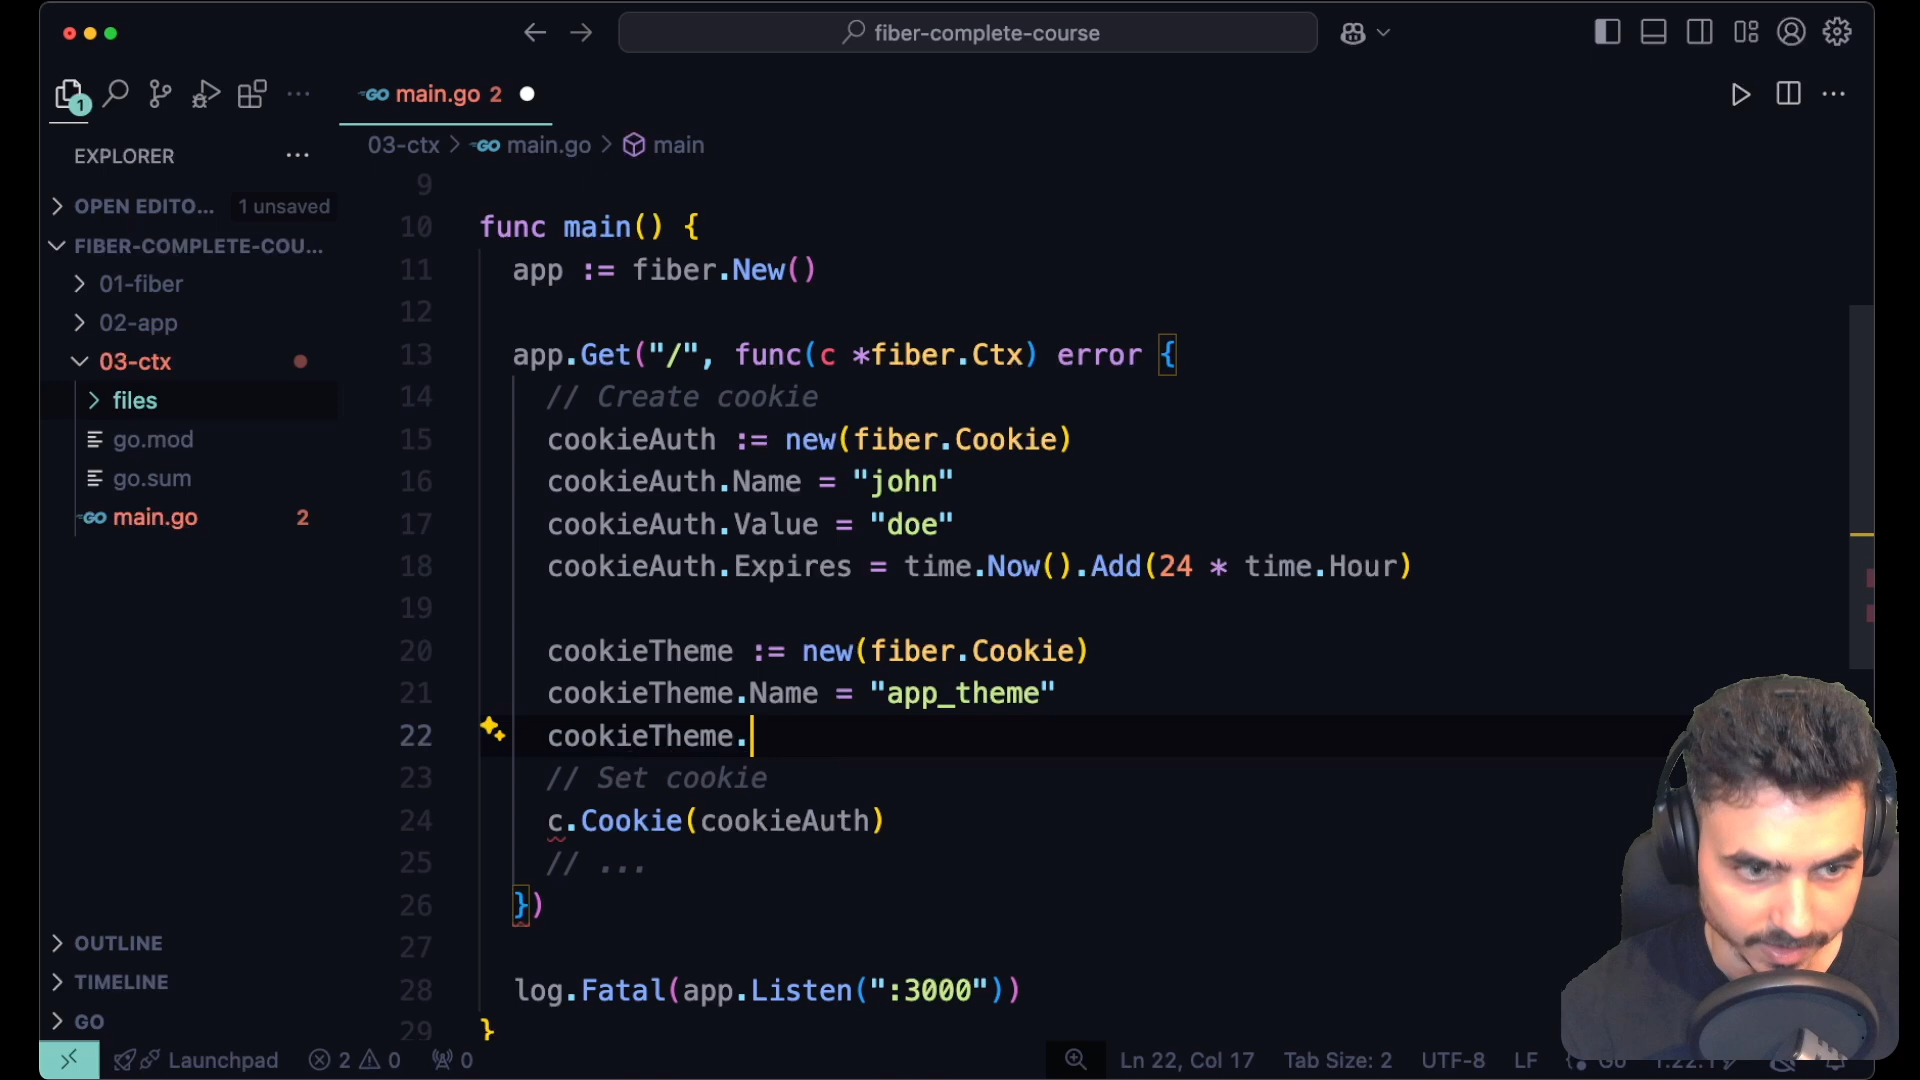 fiber-complete-course
GO main.go 2
EXPLORER
03-ctx > GO main.go > main
OPEN EDITO... 1 unsaved
FIBER-COMPLETE-COU...
01-fiber
02-app
03-ctx
files
go.mod
go.sum
GO main.go 2
1
9
10 func main() {
11 app := fiber.New()
12
13 app.Get("/", func(c *fiber.Ctx) error {
14 // Create cookie
15 cookieAuth := new(fiber.Cookie)
16 cookieAuth.Name = "john"
17 cookieAuth.Value = "doe"
18 cookieAuth.Expires = time.Now().Add(24 * time.Hour)
19
20 cookieTheme := new(fiber.Cookie)
21 cookieTheme.Name = "app_theme"
22 cookieTheme.
23 // Set cookie
24 c.Cookie(cookieAuth)
25 // ...
26 })
27
28 log.Fatal(app.Listen(":3000"))
29 }
OUTLINE
TIMELINE
GO
Launchpad 2 0 0 Ln 22, Col 17 Tab Size: 2 UTF-8 LF Go